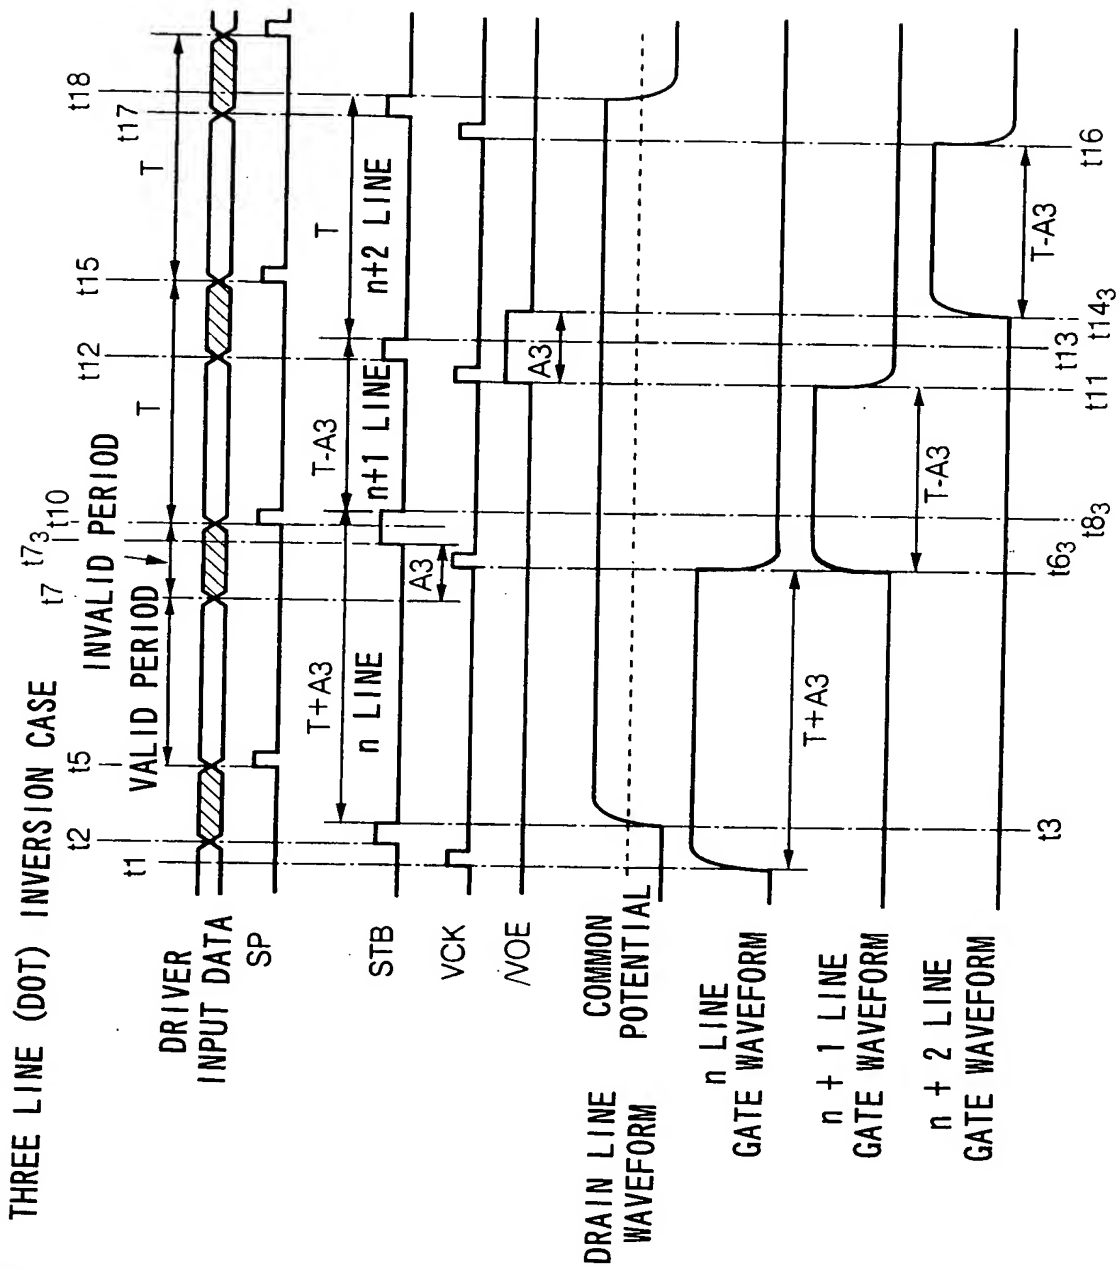 THREE LINE (DOT) INVERSION CASE
t1
t2
t5
VALID PERIOD
t7
INVALID PERIOD
t73
t10
T
t12
t15
T
t17
t18
DRIVER
INPUT DATA
SP
STB
T+A3
n LINE
A3
T-A3
n+1 LINE
T
n+2 LINE
VCK
/VOE
A3
DRAIN LINE
WAVEFORM
COMMON
POTENTIAL
n LINE
GATE WAVEFORM
T+A3
n + 1 LINE
GATE WAVEFORM
T-A3
n + 2 LINE
GATE WAVEFORM
T-A3
t3
t63
t83
t11
t13
t143
t16